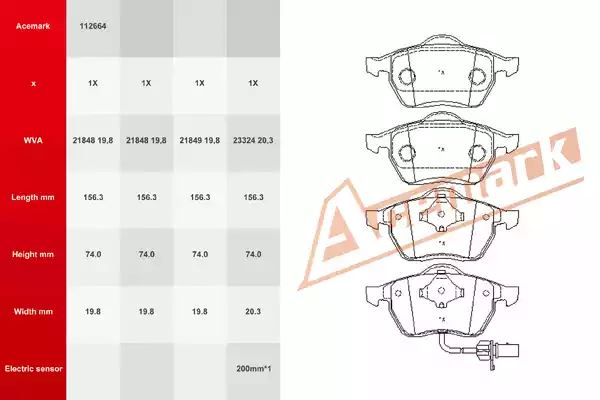 Acemark 112664
x 1X 1X 1X 1X
WVA 21848 19,8 21848 19,8 21849 19,8 23324 20,3
Length mm 156.3 156.3 156.3 156.3
Height mm 74.0 74.0 74.0 74.0
Width mm 19.8 19.8 19.8 20.3
Electric sensor 200mm*1
Acemark
.X
.X
.X
.X